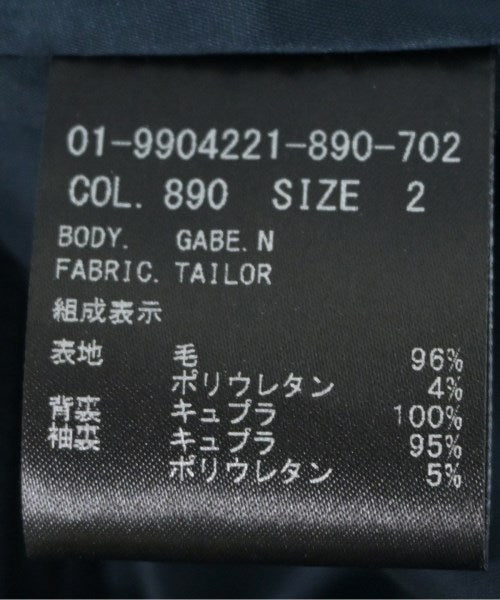 01-9904221-890-702
COL. 890 SIZE 2
BODY. GABE. N
FABRIC. TAILOR
組成表示
表地 毛 96%
ポリウレタン 4%
背裏 キュプラ 100%
袖裏 キュプラ 95%
ポリウレタン 5%